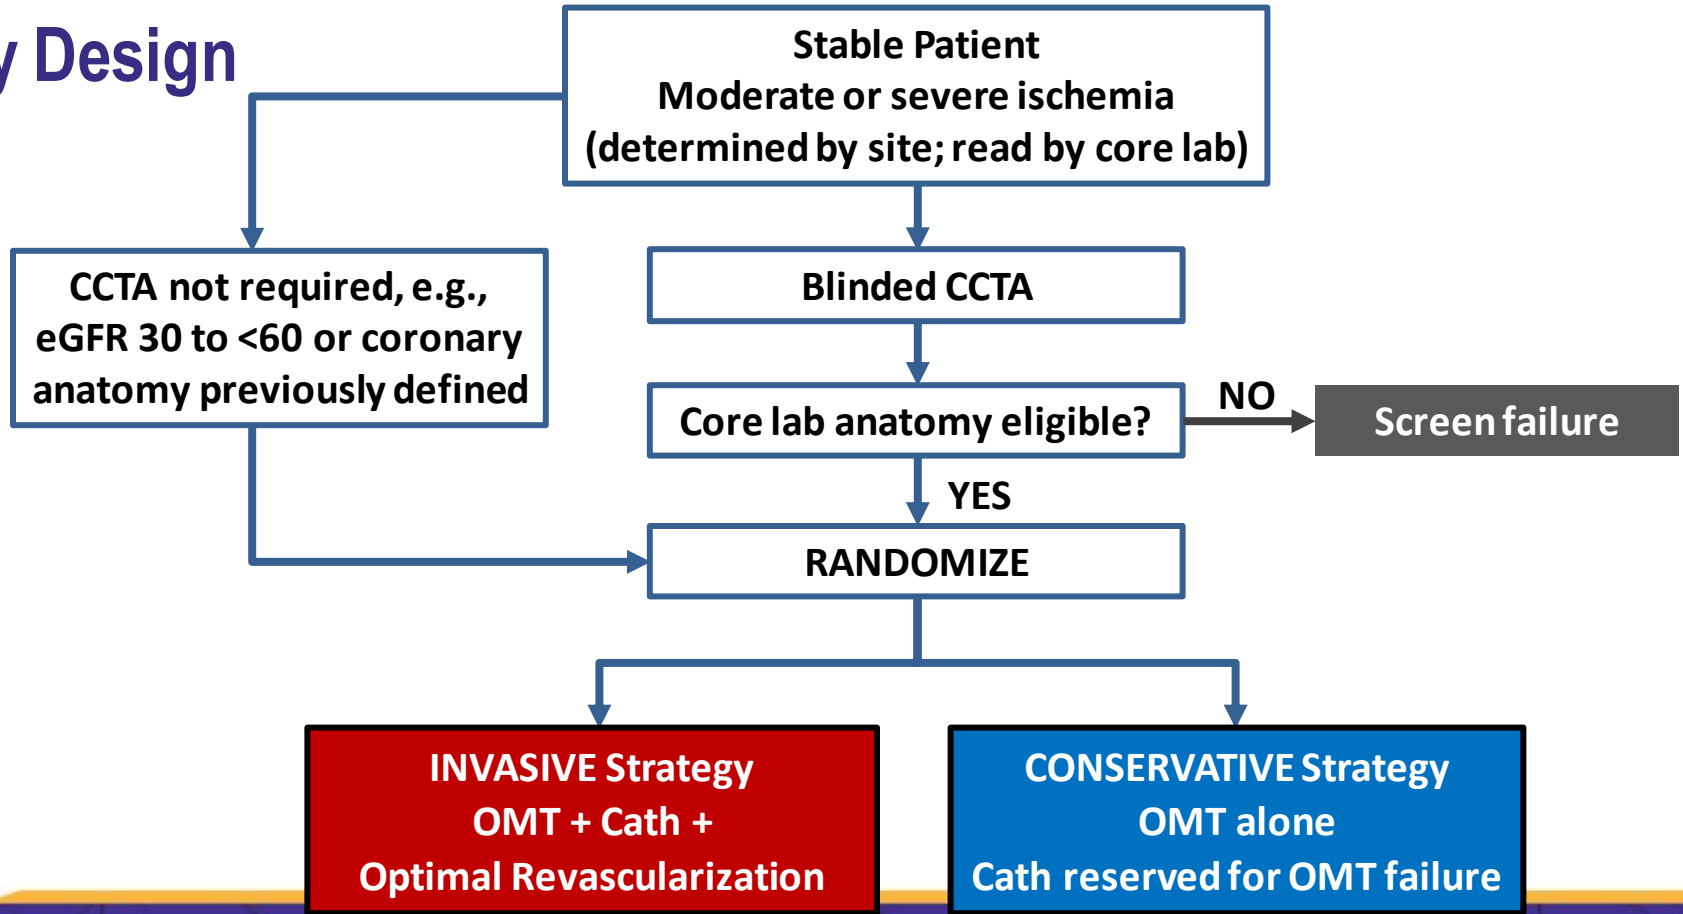 Design
Stable Patient
Moderate or severe ischemia
(determined by site; read by core lab)
CCTA not required, e.g.,
eGFR 30 to <60 or coronary
anatomy previously defined
Blinded CCTA
Core lab anatomy eligible?
NO
Screen failure
YES
RANDOMIZE
INVASIVE Strategy
OMT + Cath +
Optimal Revascularization
CONSERVATIVE Strategy
OMT alone
Cath reserved for OMT failure